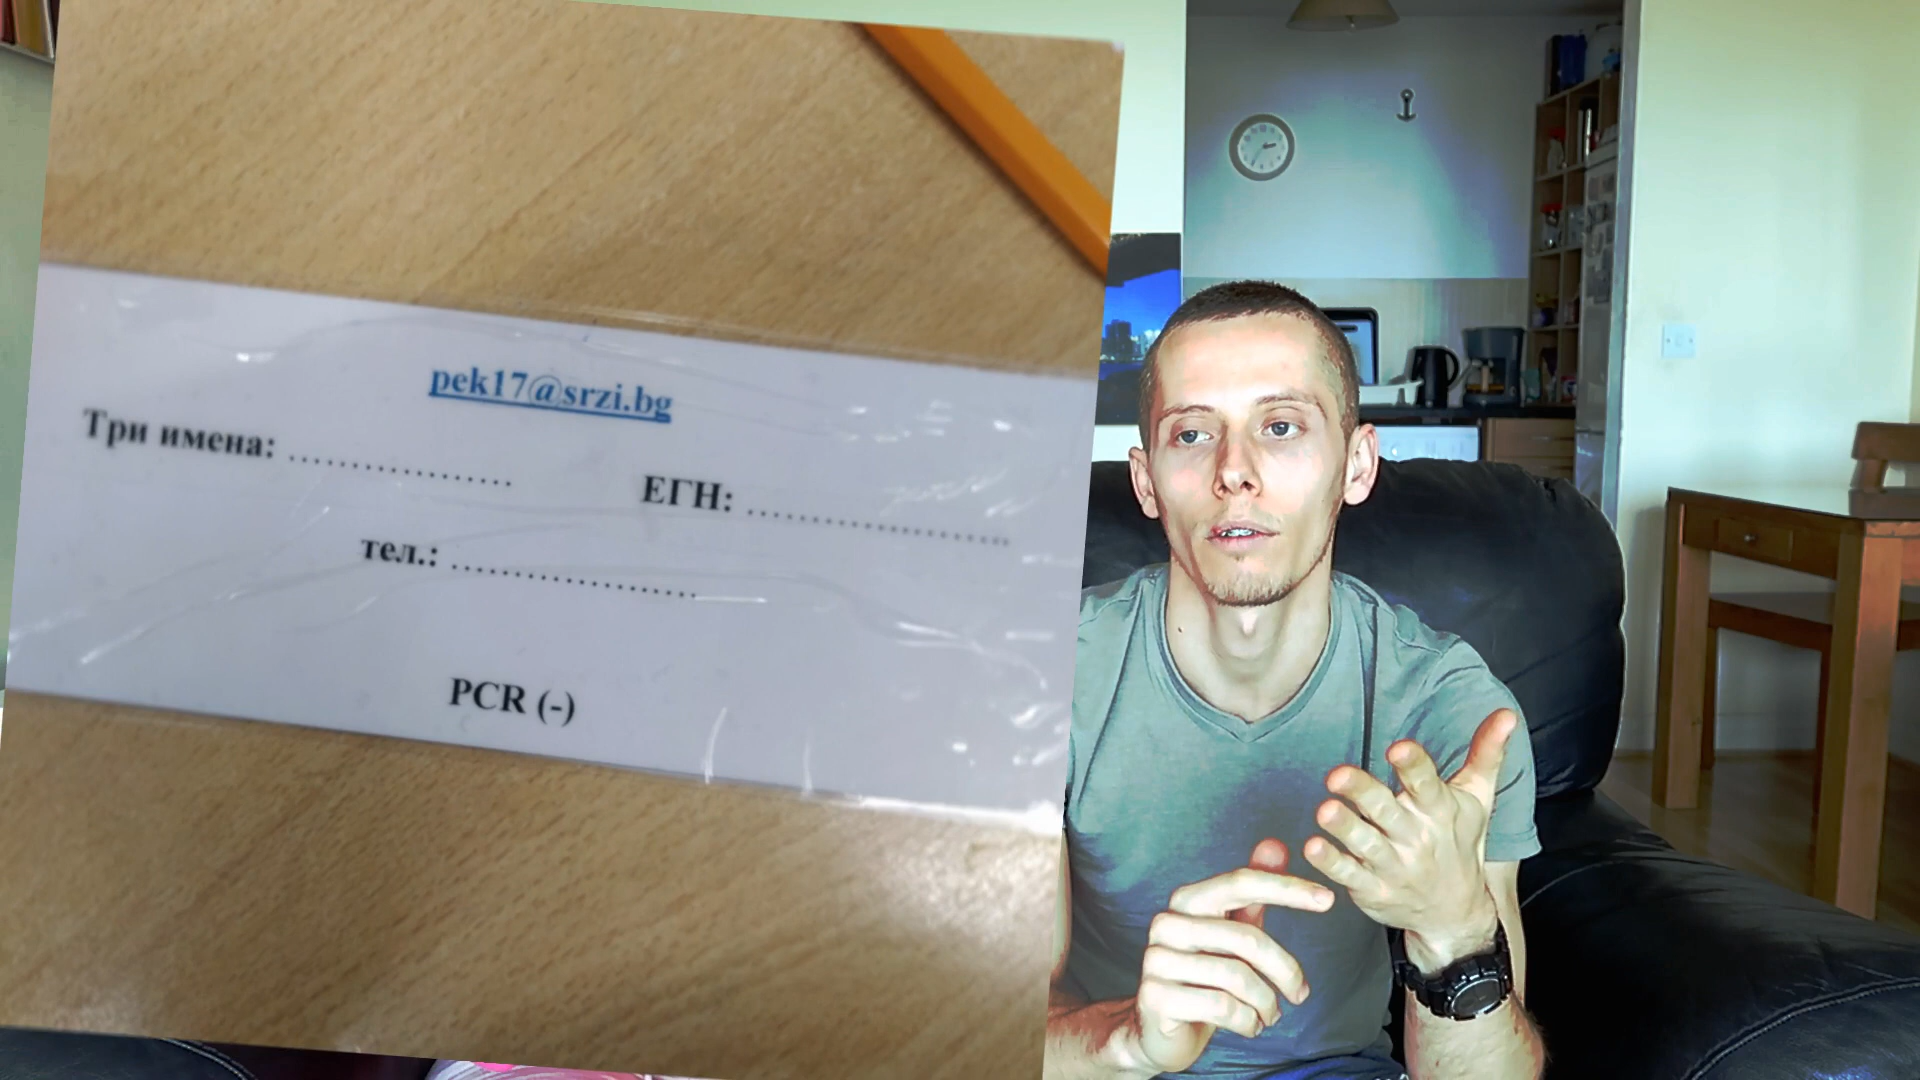 pek17@srzi.bg
Три имена: ..................
ЕГН: .....................
тел.: ....................
PCR (-)